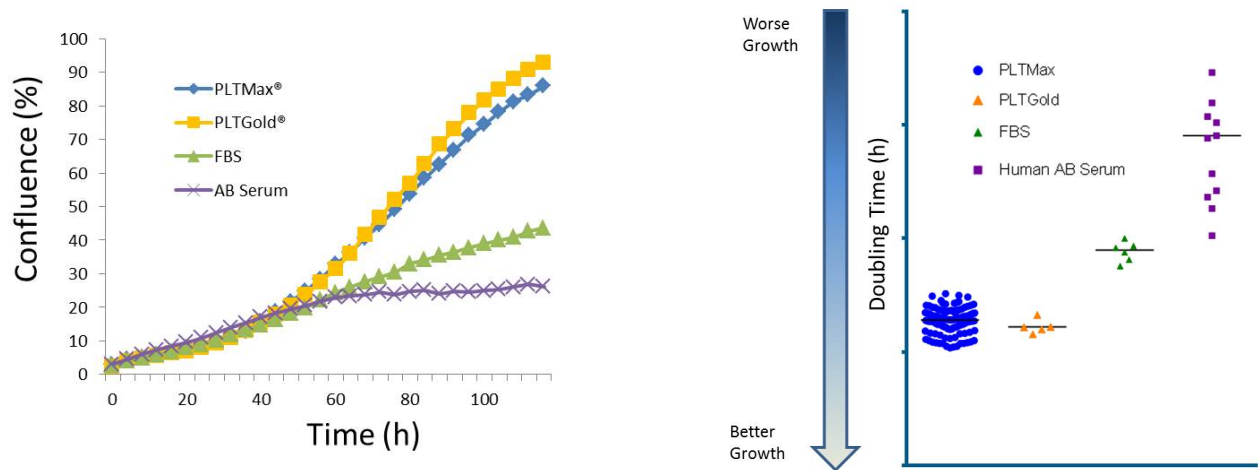 100
90
80
70
60
50
40
30
20
10
0
Confluence (%)
PLTMax®
PLTGold®
FBS
AB Serum
0 20 40 60 80 100
Time (h)
Worse
Growth
Better
Growth
Doubling Time (h)
PLTMax
PLTGold
FBS
Human AB Serum